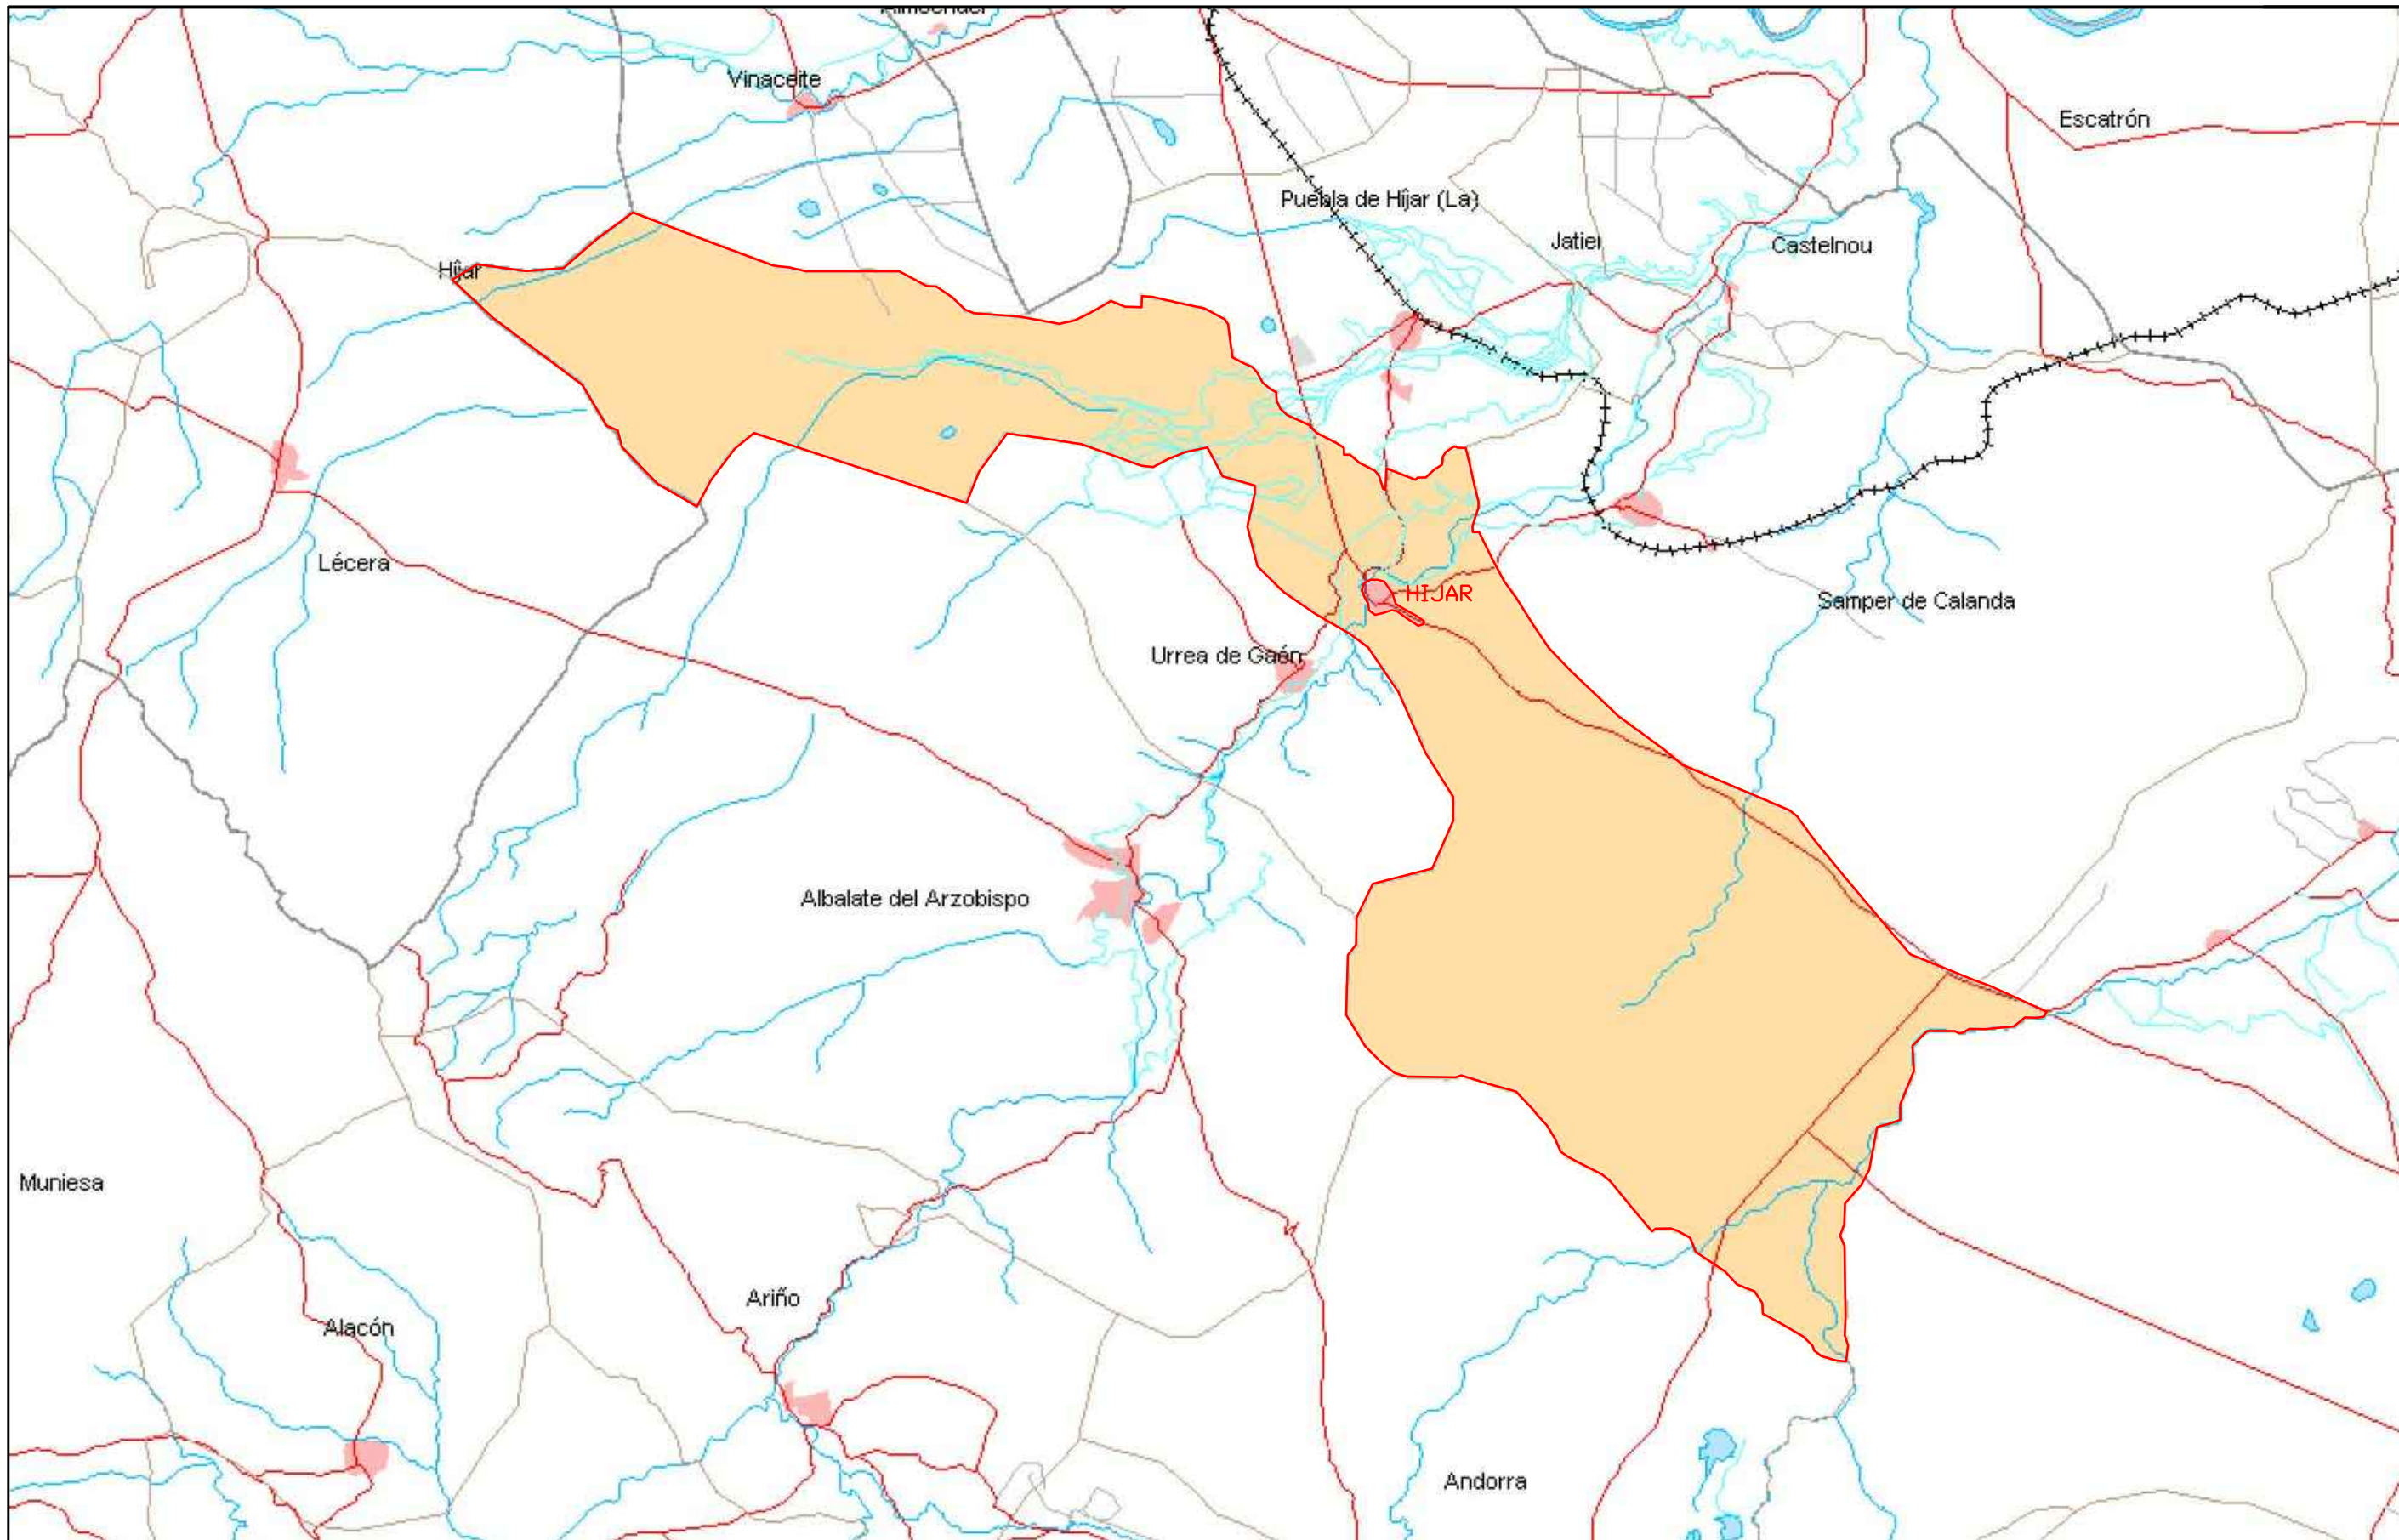 Vinaceite
Escatrón
Puebla de Híjar (La)
Jatiel
Castelnou
Híjar
Lécera
HIJAR
Samper de Calanda
Urrea de Gaén
Albalate del Arzobispo
Muniesa
Ariño
Alacón
Andorra